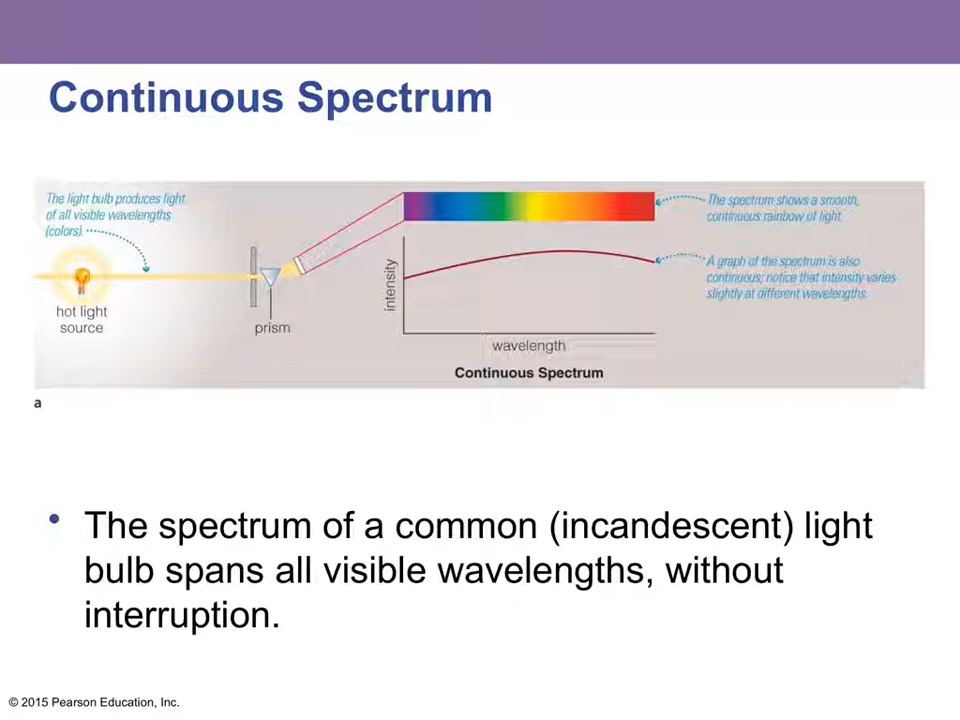 Continuous Spectrum
The light bulb produces light
of all visible wavelengths
(colors).
hot light
source
prism
The spectrum shows a smooth,
continuous rainbow of light.
intensity
A graph of the spectrum is also
continuous; notice that intensity varies
slightly at different wavelengths.
wavelength
Continuous Spectrum
a
• The spectrum of a common (incandescent) light
bulb spans all visible wavelengths, without
interruption.
© 2015 Pearson Education, Inc.